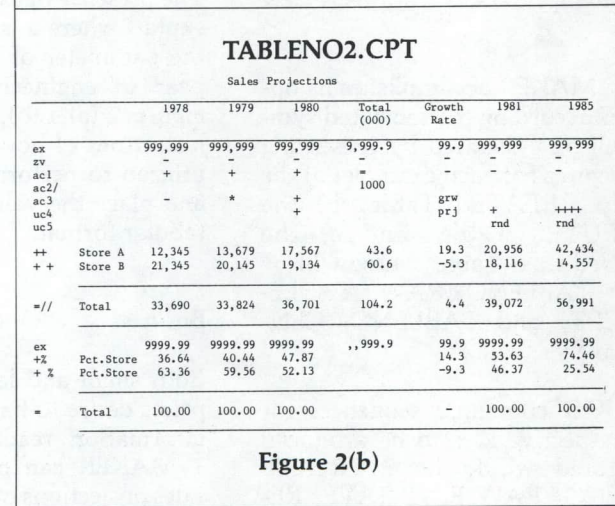 TABLENO2.CPT
Sales Projections
1978 1979 1980 Total Growth 1981 1985
(000) Rate
ex 999,999 999,999 999,999 9,999.9 99.9 999,999 999,999
zv - - - - - - -
ac1 + + +
ac2/ 1000
ac3 - * + grw
uc4 + prj + ++++
uc5 rnd rnd
++ Store A 12,345 13,679 17,567 43.6 19.3 20,956 42,434
+ + Store B 21,345 20,145 19,134 60.6 -5.3 18,116 14,557
=// Total 33,690 33,824 36,701 104.2 4.4 39,072 56,991
ex 9999.99 9999.99 9999.99 ,,999.9 99.9 9999.99 9999.99
+% Pct.Store 36.64 40.44 47.87 14.3 53.63 74.46
+ % Pct.Store 63.36 59.56 52.13 -9.3 46.37 25.54
= Total 100.00 100.00 100.00 - 100.00 100.00
Figure 2(b)